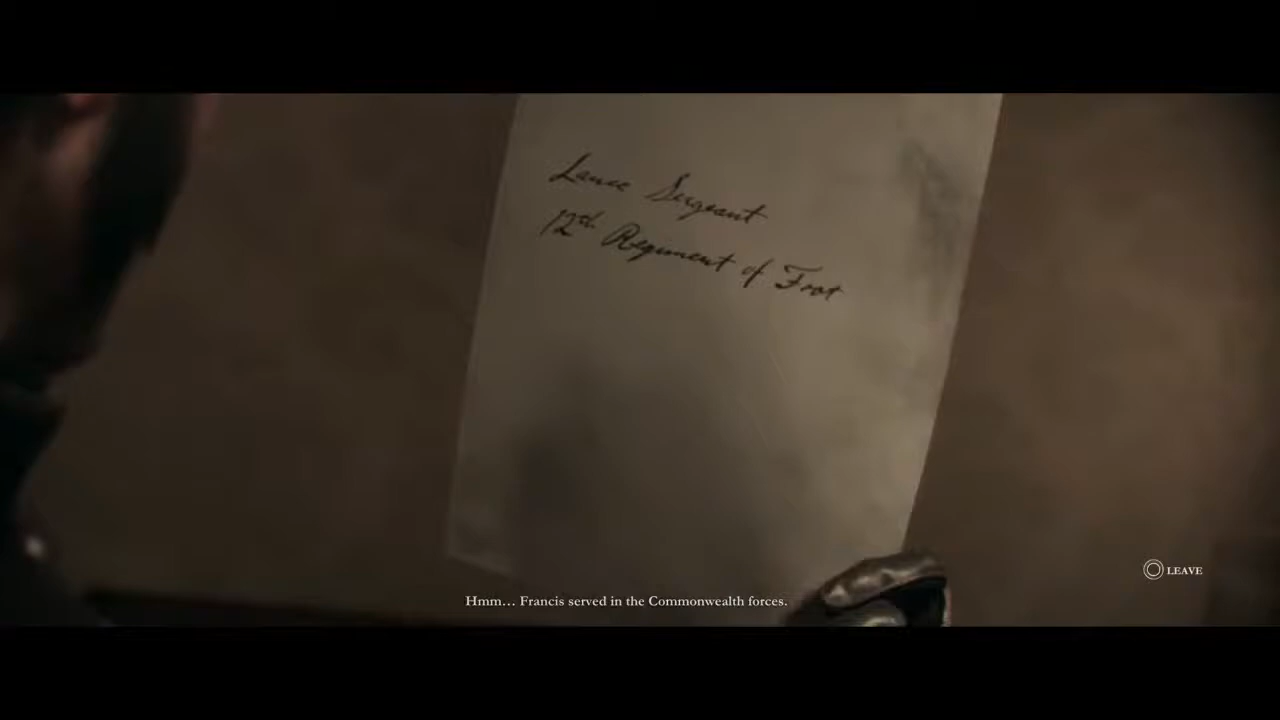 Lance Sergeant
12th Regiment of Foot
LEAVE
Hmm… Francis served in the Commonwealth forces.